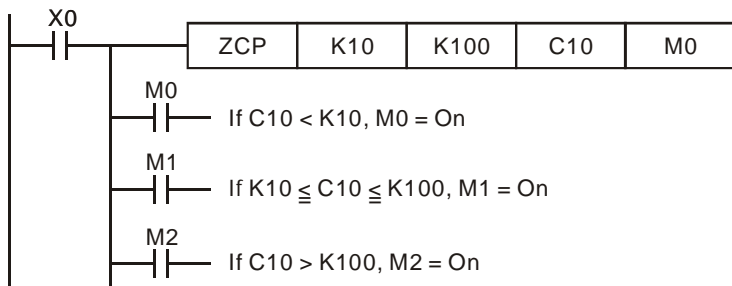 X0
ZCP K10 K100 C10 M0
M0
If C10 < K10, M0 = On
M1
If K10 ≦ C10 ≦ K100, M1 = On
M2
If C10 > K100, M2 = On